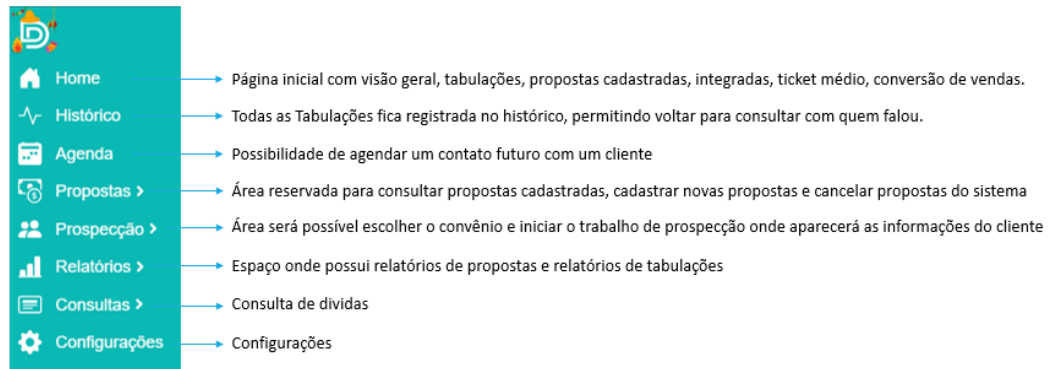 D
Home
Página inicial com visão geral, tabulações, propostas cadastradas, integradas, ticket médio, conversão de vendas.
Histórico
Todas as Tabulações fica registrada no histórico, permitindo voltar para consultar com quem falou.
Agenda
Possibilidade de agendar um contato futuro com um cliente
Propostas >
Área reservada para consultar propostas cadastradas, cadastrar novas propostas e cancelar propostas do sistema
Prospecção >
Área será possível escolher o convênio e iniciar o trabalho de prospecção onde aparecerá as informações do cliente
Relatórios >
Espaço onde possui relatórios de propostas e relatórios de tabulações
Consultas >
Consulta de dividas
Configurações
Configurações